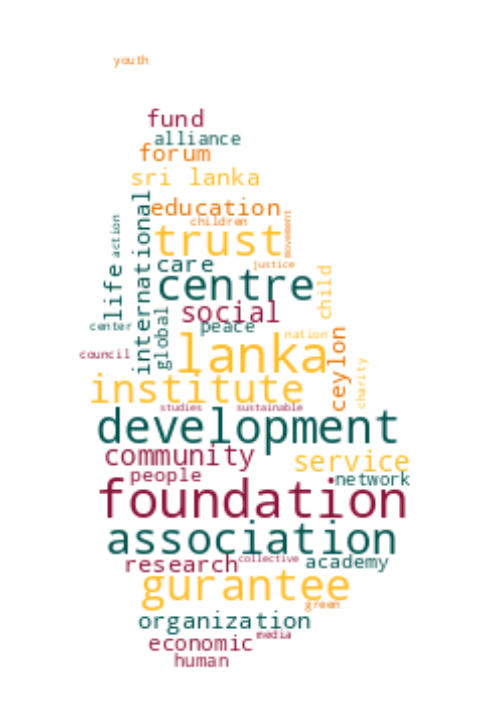 youth
fund
alliance
forum
sri lanka
education
children
international
action
movement
trust
care
justice
life
centre
child
social
global
center
peace
nation
lanka
council
ceylon
charity
institute
studies
sustainable
development
community
service
people
network
foundation
association
research
collective
academy
gurantee
green
organization
media
economic
human